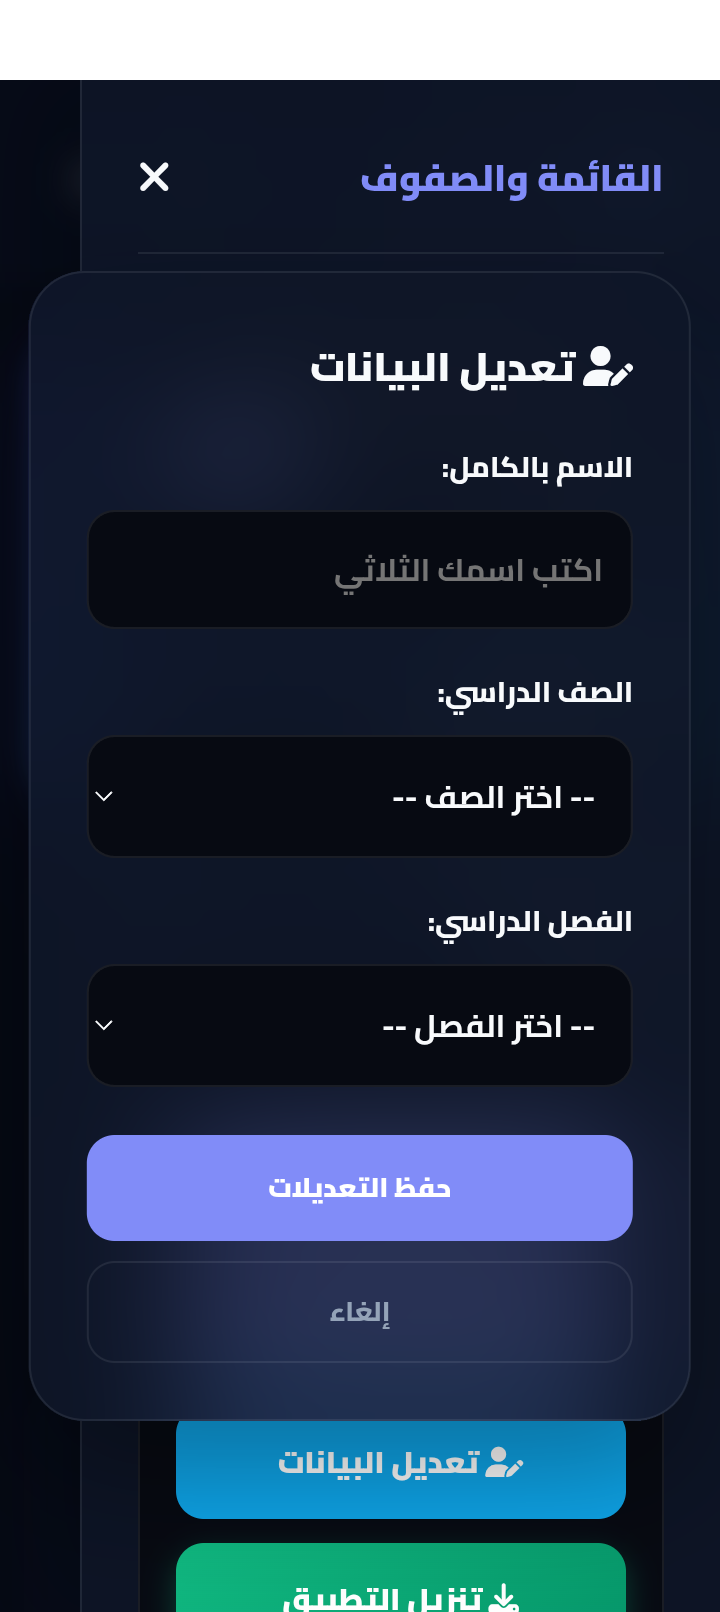 القائمة والصفوف
تعديل البيانات
الاسم بالكامل:
اكتب اسمك الثلاثي
الصف الدراسي:
-- اختر الصف --
الفصل الدراسي:
-- اختر الفصل --
حفظ التعديلات
إلغاء
تعديل البيانات
تنزيل التطبيق